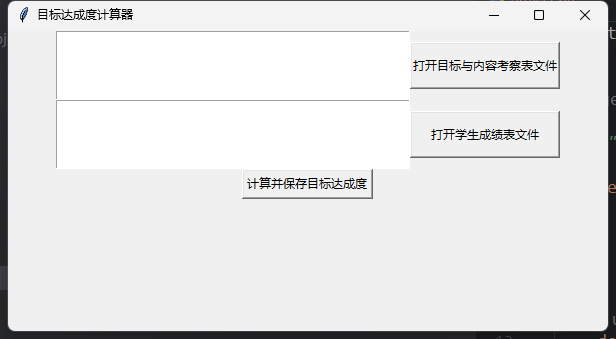 目标达成度计算器
打开目标与内容考察表文件
打开学生成绩表文件
计算并保存目标达成度